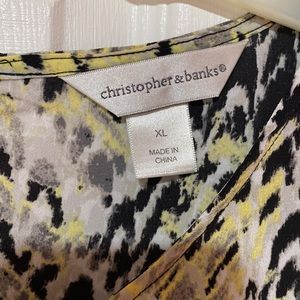 christopher & banks®
XL
MADE IN
CHINA